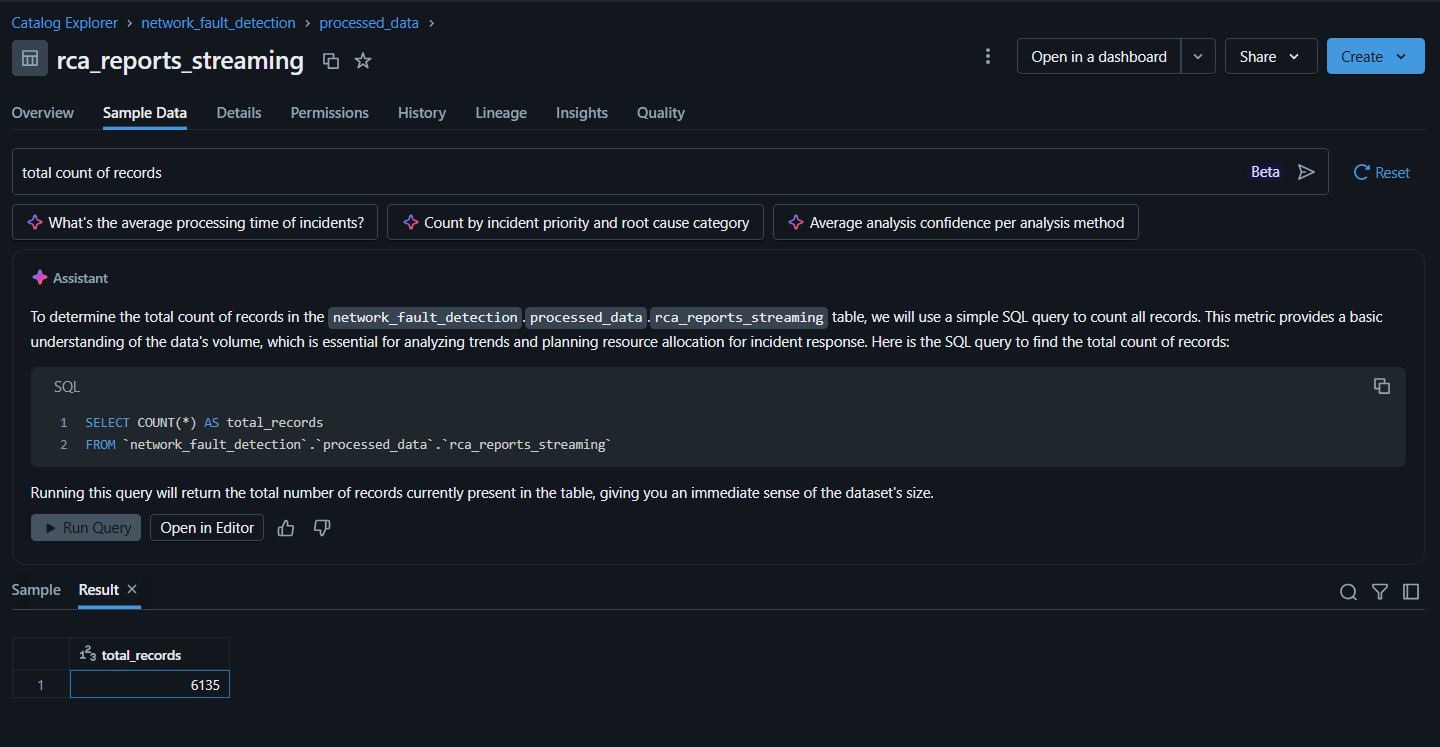 Catalog Explorer › network_fault_detection › processed_data ›
rca_reports_streaming
Open in a dashboard Share Create
Overview Sample Data Details Permissions History Lineage Insights Quality
total count of records Beta Reset
What's the average processing time of incidents? Count by incident priority and root cause category Average analysis confidence per analysis method
Assistant
To determine the total count of records in the network_fault_detection.processed_data.rca_reports_streaming table, we will use a simple SQL query to count all records. This metric provides a basic
understanding of the data's volume, which is essential for analyzing trends and planning resource allocation for incident response. Here is the SQL query to find the total count of records:
SQL
1 SELECT COUNT(*) AS total_records
2 FROM `network_fault_detection`.`processed_data`.`rca_reports_streaming`
Running this query will return the total number of records currently present in the table, giving you an immediate sense of the dataset's size.
Run Query Open in Editor
Sample Result
123 total_records
1 6135